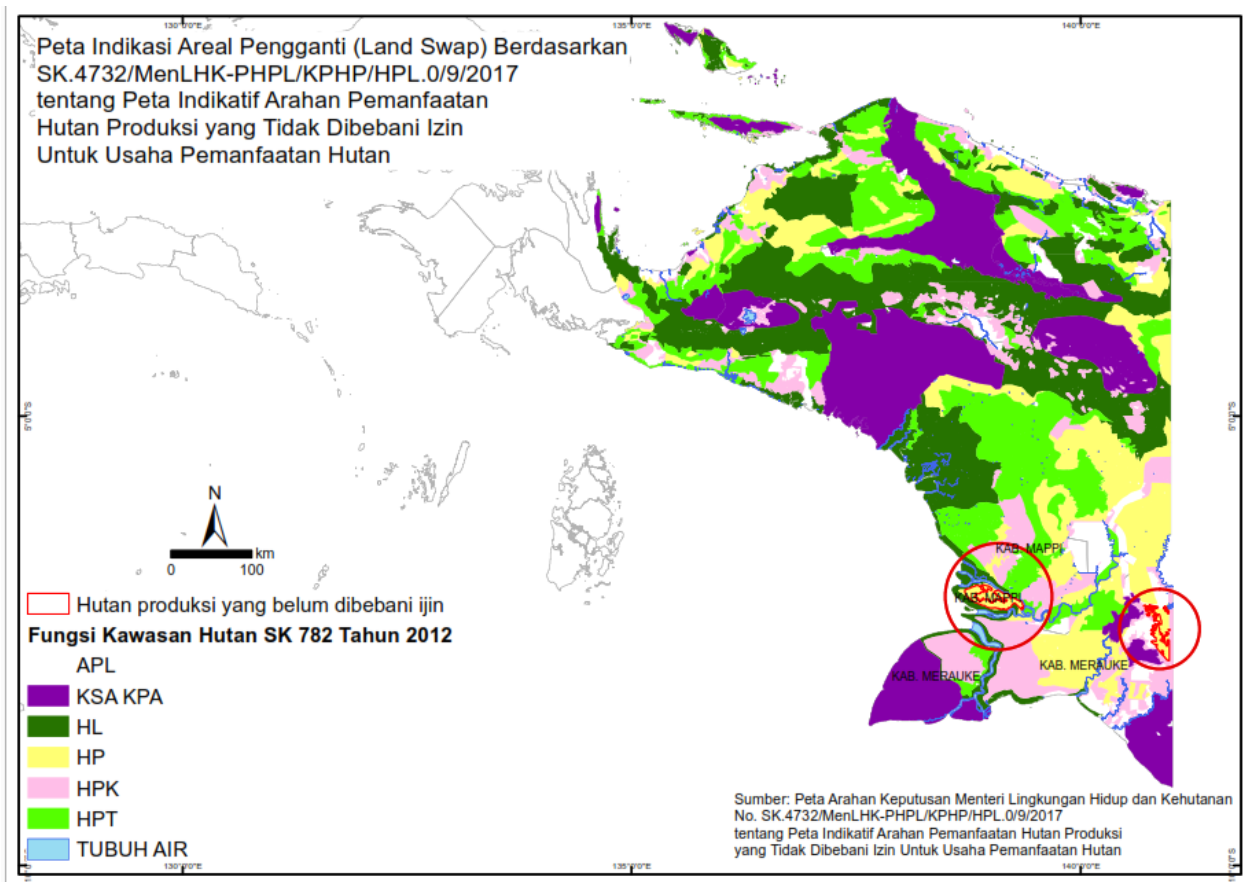 130°0'0"E
135°0'0"E
140°0'0"E
Peta Indikasi Areal Pengganti (Land Swap) Berdasarkan
SK.4732/MenLHK-PHPL/KPHP/HPL.0/9/2017
tentang Peta Indikatif Arahan Pemanfaatan
Hutan Produksi yang Tidak Dibebani Izin
Untuk Usaha Pemanfaatan Hutan
5°0'0"S
5°0'0"S
N
km
0 100
KAB. MAPPI
KAB. MAPPI
KAB. MERAUKE
KAB. MERAUKE
Hutan produksi yang belum dibebani ijin
Fungsi Kawasan Hutan SK 782 Tahun 2012
APL
KSA KPA
HL
HP
HPK
HPT
TUBUH AIR
Sumber: Peta Arahan Keputusan Menteri Lingkungan Hidup dan Kehutanan
No. SK.4732/MenLHK-PHPL/KPHP/HPL.0/9/2017
tentang Peta Indikatif Arahan Pemanfaatan Hutan Produksi
yang Tidak Dibebani Izin Untuk Usaha Pemanfaatan Hutan
130°0'0"E
135°0'0"E
140°0'0"E